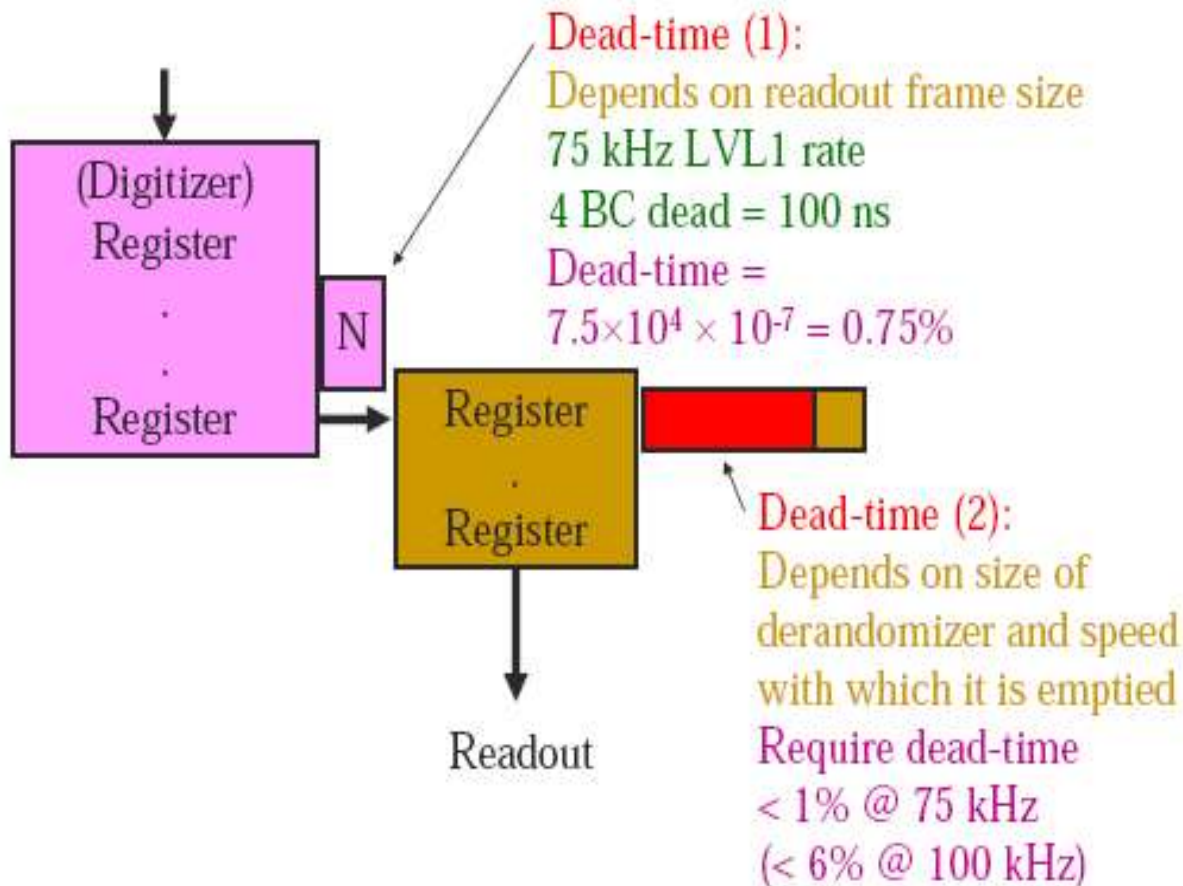 Dead-time (1):
Depends on readout frame size
75 kHz LVL1 rate
4 BC dead = 100 ns
Dead-time =
7.5×10⁴ × 10⁻⁷ = 0.75%
(Digitizer)
Register
.
.
Register
N
Register
.
Register
Readout
Dead-time (2):
Depends on size of
derandomizer and speed
with which it is emptied
Require dead-time
< 1% @ 75 kHz
(< 6% @ 100 kHz)